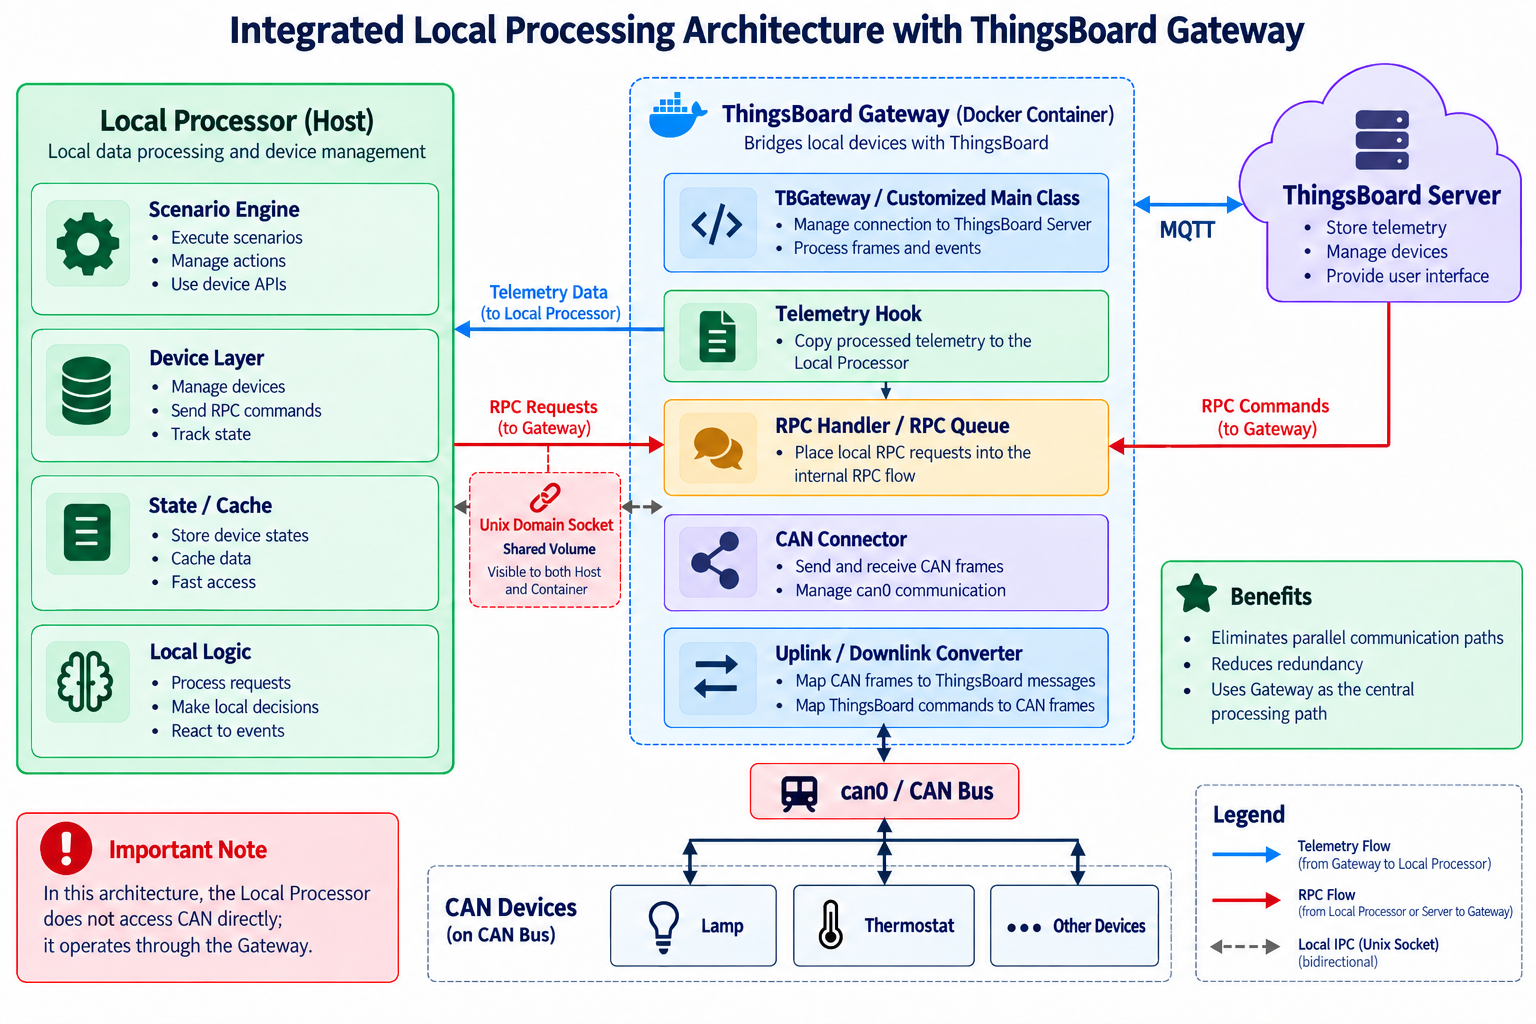 Integrated Local Processing Architecture with ThingsBoard Gateway
Local Processor (Host)
Local data processing and device management
Scenario Engine
• Execute scenarios
• Manage actions
• Use device APIs
Device Layer
• Manage devices
• Send RPC commands
• Track state
State / Cache
• Store device states
• Cache data
• Fast access
Local Logic
• Process requests
• Make local decisions
• React to events
Telemetry Data
(to Local Processor)
RPC Requests
(to Gateway)
Unix Domain Socket
Shared Volume
Visible to both Host
and Container
ThingsBoard Gateway (Docker Container)
Bridges local devices with ThingsBoard
TBGateway / Customized Main Class
• Manage connection to ThingsBoard Server
• Process frames and events
Telemetry Hook
• Copy processed telemetry to the
Local Processor
RPC Handler / RPC Queue
• Place local RPC requests into the
internal RPC flow
CAN Connector
• Send and receive CAN frames
• Manage can0 communication
Uplink / Downlink Converter
• Map CAN frames to ThingsBoard messages
• Map ThingsBoard commands to CAN frames
MQTT
ThingsBoard Server
• Store telemetry
• Manage devices
• Provide user interface
RPC Commands
(to Gateway)
Benefits
• Eliminates parallel communication paths
• Reduces redundancy
• Uses Gateway as the central
processing path
can0 / CAN Bus
CAN Devices
(on CAN Bus)
Lamp
Thermostat
Other Devices
Important Note
In this architecture, the Local Processor
does not access CAN directly;
it operates through the Gateway.
Legend
Telemetry Flow
(from Gateway to Local Processor)
RPC Flow
(from Local Processor or Server to Gateway)
Local IPC (Unix Socket)
(bidirectional)